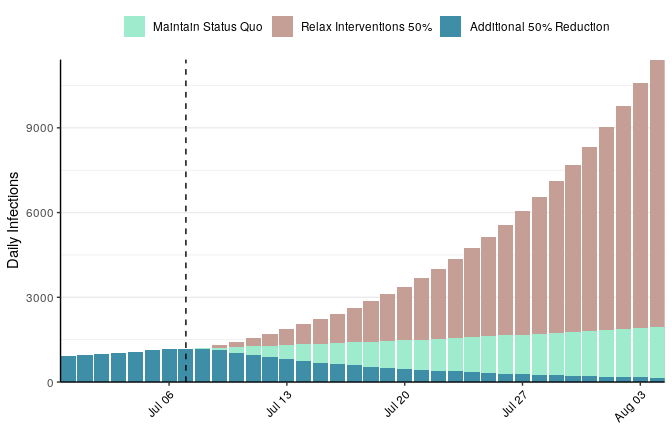 Maintain Status Quo Relax Interventions 50% Additional 50% Reduction
Daily Infections
9000
6000
3000
0
Jul 06 Jul 13 Jul 20 Jul 27 Aug 03